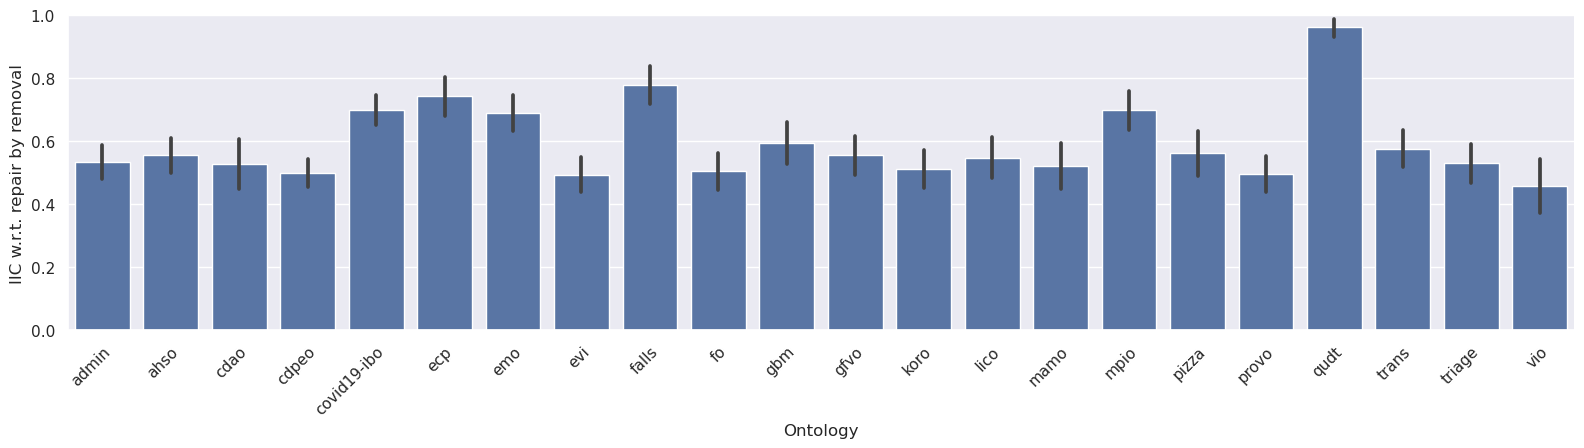 IIC w.r.t. repair by removal
1.0
0.8
0.6
0.4
0.2
0.0
admin
ahso
cdao
cdpeo
covid19-ibo
ecp
emo
evi
falls
fo
gbm
gfvo
koro
lico
mamo
mpio
pizza
provo
qudt
trans
triage
vio
Ontology